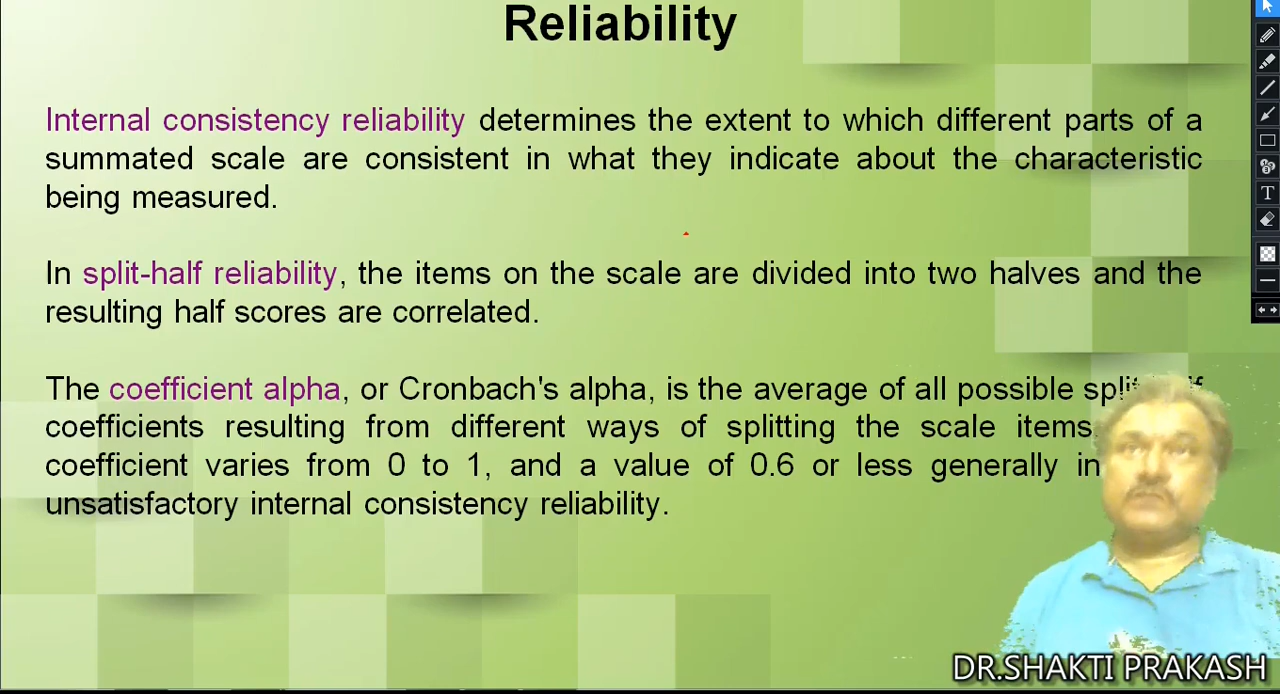 Reliability
Internal consistency reliability determines the extent to which different parts of a
summated scale are consistent in what they indicate about the characteristic
being measured.
In split-half reliability, the items on the scale are divided into two halves and the
resulting half scores are correlated.
The coefficient alpha, or Cronbach's alpha, is the average of all possible
coefficients resulting from different ways of splitting the scale items.
coefficient varies from 0 to 1, and a value of 0.6 or less generally
unsatisfactory internal consistency reliability.
DR.SHAKTI PRAKASH